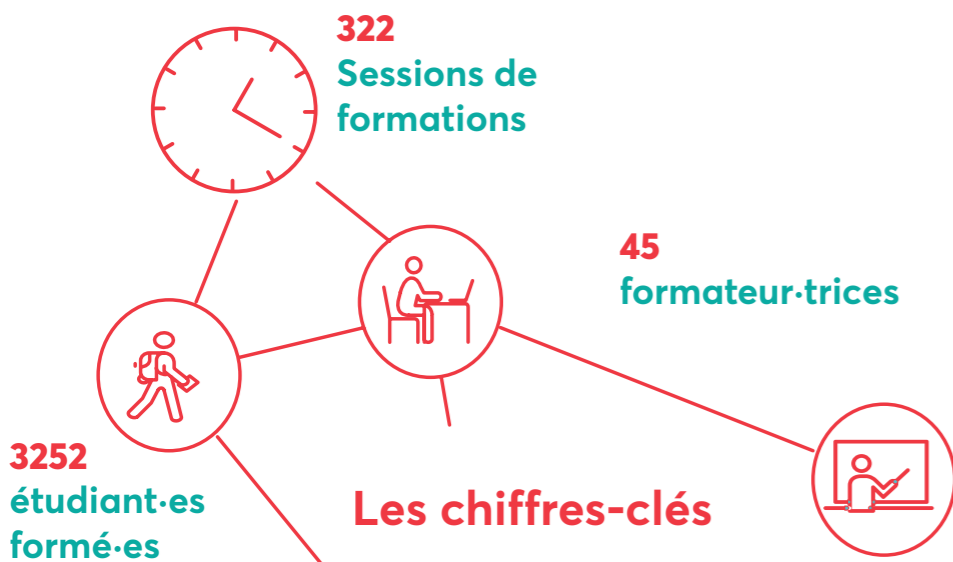 322
Sessions de
formations
45
formateur·trices
3252
étudiant·es
formé·es
Les chiffres-clés